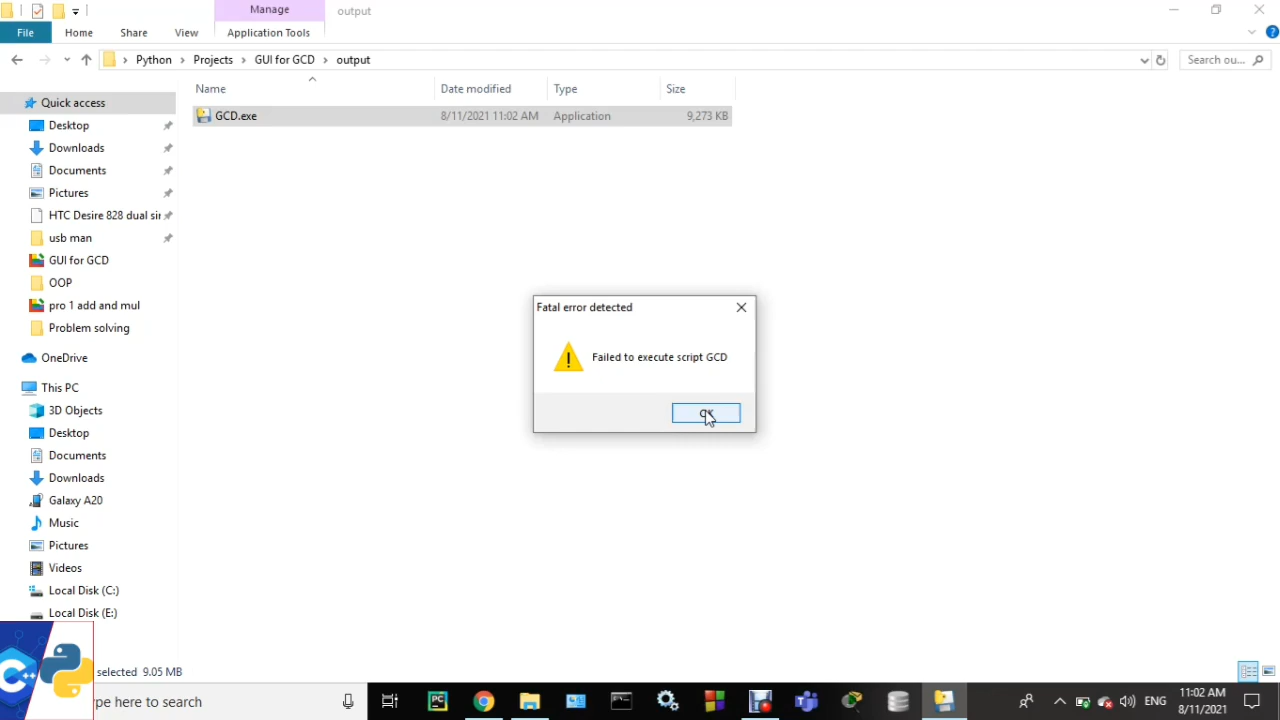 Manage
output
File
Home
Share
View
Application Tools
Python
Projects
GUI for GCD
output
Search ou...
Name
Date modified
Type
Size
GCD.exe
8/11/2021 11:02 AM
Application
9,273 KB
Quick access
Desktop
Downloads
Documents
Pictures
HTC Desire 828 dual sir
usb man
GUI for GCD
OOP
pro 1 add and mul
Problem solving
OneDrive
This PC
3D Objects
Desktop
Documents
Downloads
Galaxy A20
Music
Pictures
Videos
Local Disk (C:)
Local Disk (E:)
Fatal error detected
Failed to execute script GCD
OK
selected 9.05 MB
C++
ype here to search
PC
ENG
11:02 AM
8/11/2021